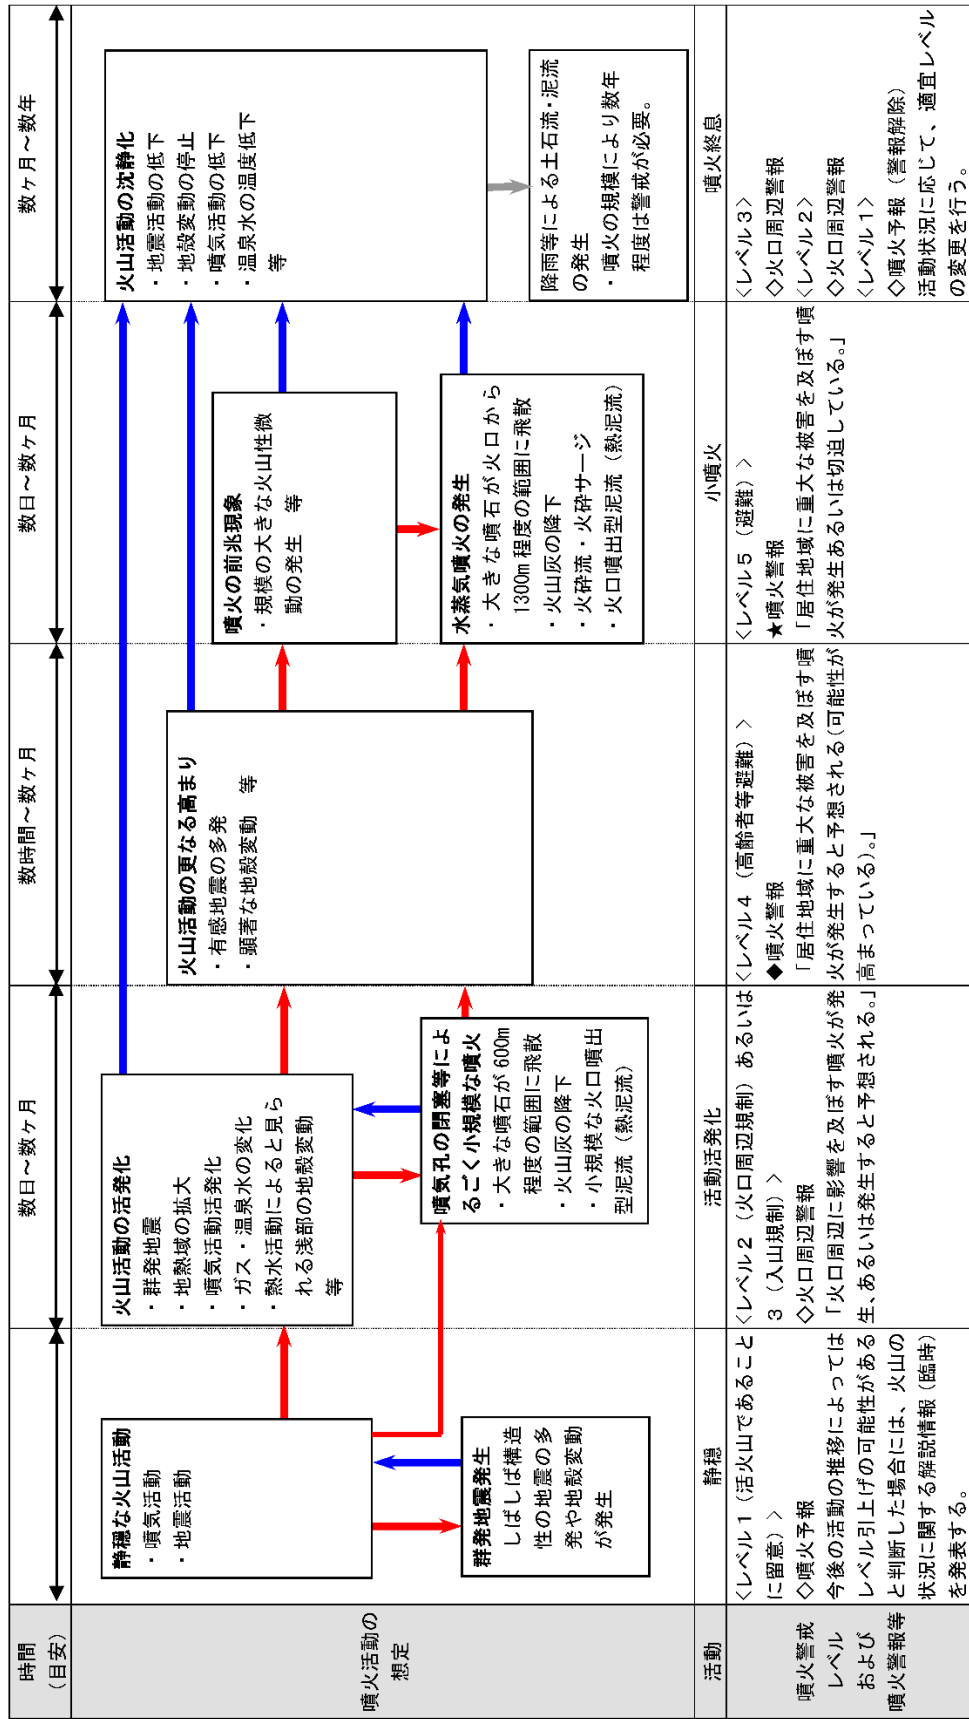 時間
(目安)
数日～数ヶ月
数時間～数ヶ月
数日～数ヶ月
数ヶ月～数年
噴火活動の
想定
静穏な火山活動
・噴気活動
・地震活動
群発地震発生
しばしば構造
性の地震の多
発や地殻変動
が発生
火山活動の活発化
・群発地震
・地熱域の拡大
・噴気活動活発化
・ガス・温泉水の変化
・熱水活動によると見ら
れる浅部の地殻変動
等
噴気孔の閉塞等によ
るごく小規模な噴火
・大きな噴石が600m
程度の範囲に飛散
・火山灰の降下
・小規模な火口噴出
型泥流（熱泥流）
火山活動の更なる高まり
・有感地震の多発
・顕著な地殻変動　等
噴火の前兆現象
・規模の大きな火山性微
動の発生　等
水蒸気噴火の発生
・大きな噴石が火口から
1300m程度の範囲に飛散
・火山灰の降下
・火砕流・火砕サージ
・火口噴出型泥流（熱泥流）
火山活動の沈静化
・地震活動の低下
・地殻変動の停止
・噴気活動の低下
・温泉水の温度低下
等
降雨等による土石流・泥流
の発生
・噴火の規模により数年
程度は警戒が必要。
活動
静穏
活動活発化
小噴火
噴火終息
噴火警戒
レベル
および
噴火警報等
<レベル１（活火山であること
に留意）>
◇噴火予報
今後の活動の推移によっては
レベル引上げの可能性がある
と判断した場合には、火山の
状況に関する解説情報（臨時）
を発表する。
<レベル２（火口周辺規制）あるいは
３（入山規制）>
◇火口周辺警報
「火口周辺に影響を及ぼす噴火が発
生、あるいは発生すると予想される。」
<レベル４（高齢者等避難）>
◆噴火警報
「居住地域に重大な被害を及ぼす噴
火が発生すると予想される（可能性が
高まっている）。」
<レベル５（避難）>
★噴火警報
「居住地域に重大な被害を及ぼす噴
火が発生あるいは切迫している。」
<レベル３>
◇火口周辺警報
<レベル２>
◇火口周辺警報
<レベル１>
◇噴火予報（警報解除）
活動状況に応じて、適宜レベル
の変更を行う。